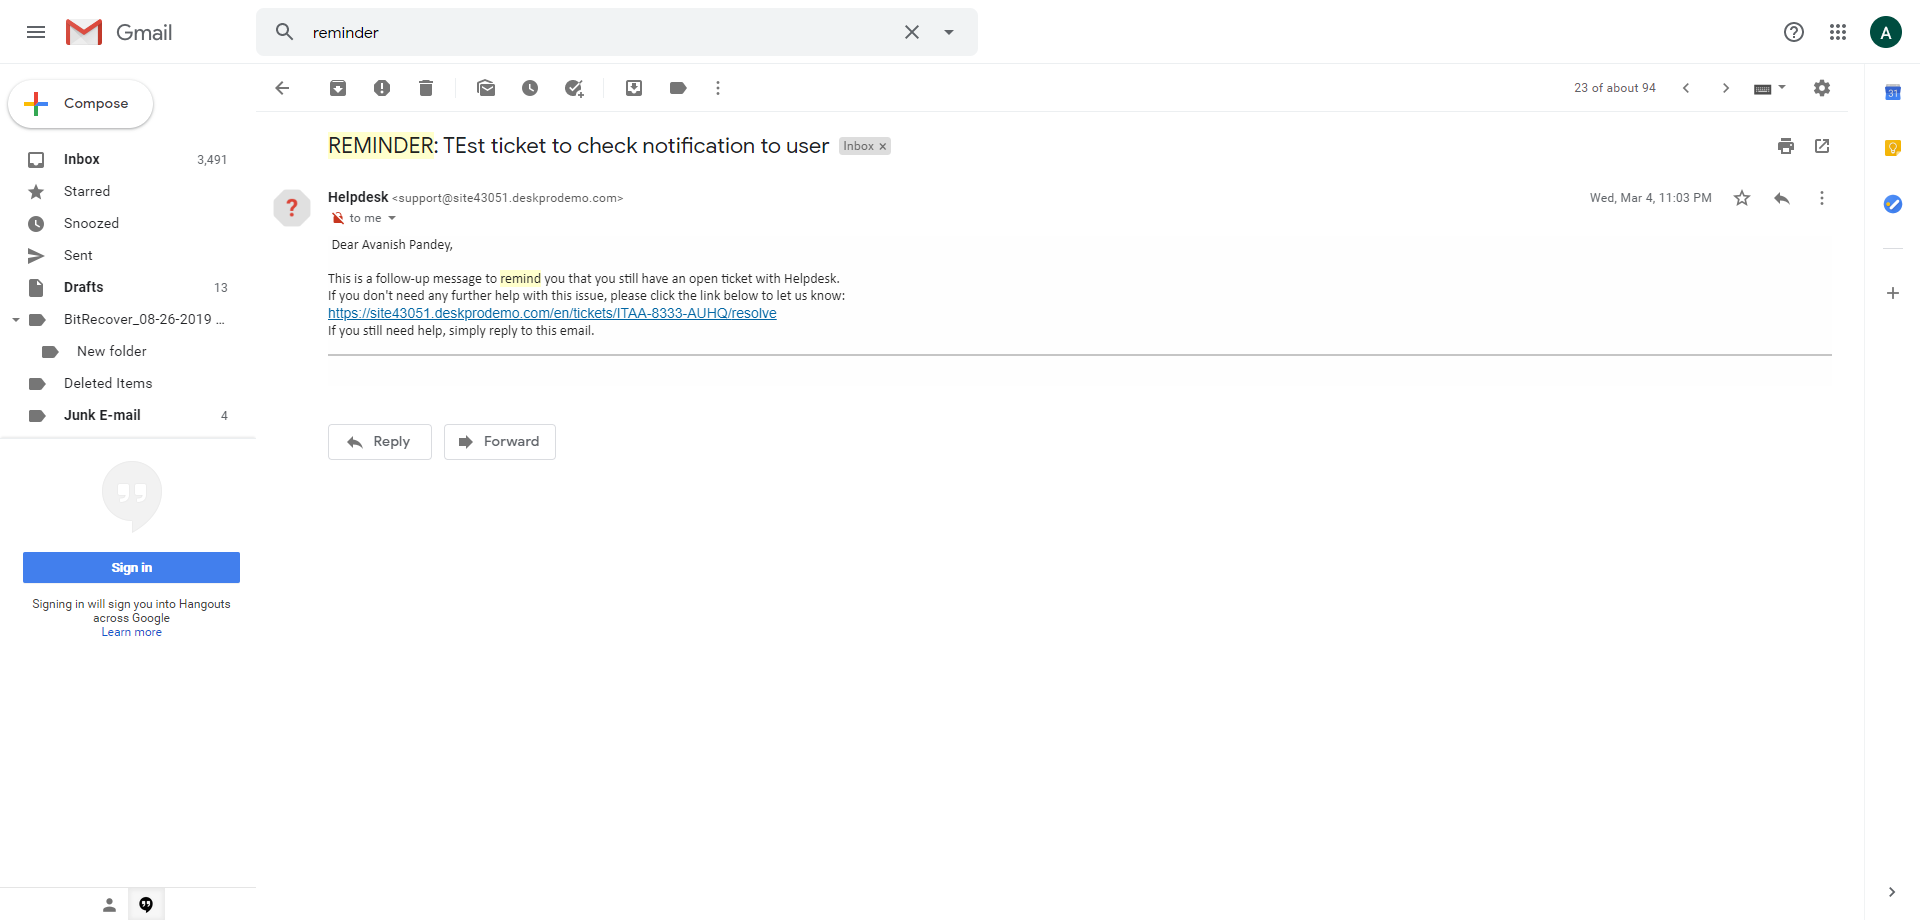 Gmail
reminder
A
Compose
23 of about 94
31
REMINDER: TEst ticket to check notification to user Inbox x
Inbox 3,491
Starred
Snoozed
Sent
Drafts 13
BitRecover_08-26-2019 ...
New folder
Deleted Items
Junk E-mail 4
?
Helpdesk <support@site43051.deskprodemo.com>
Wed, Mar 4, 11:03 PM
to me
Dear Avanish Pandey,
This is a follow-up message to remind you that you still have an open ticket with Helpdesk.
If you don't need any further help with this issue, please click the link below to let us know:
https://site43051.deskprodemo.com/en/tickets/ITAA-8333-AUHQ/resolve
If you still need help, simply reply to this email.
Reply
Forward
Sign in
Signing in will sign you into Hangouts
across Google
Learn more